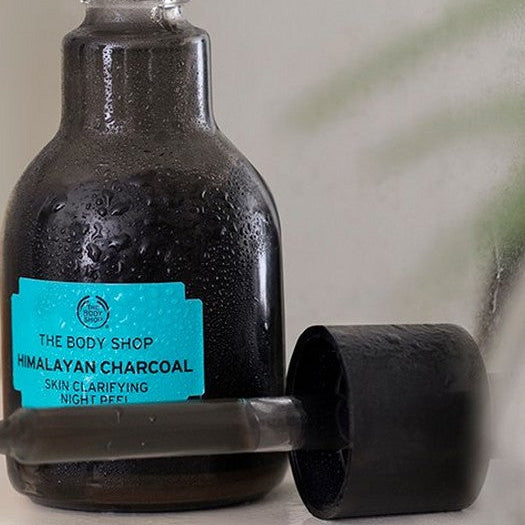 THE
BODY
SHOP
THE BODY SHOP
HIMALAYAN CHARCOAL
SKIN CLARIFYING
NIGHT PEEL